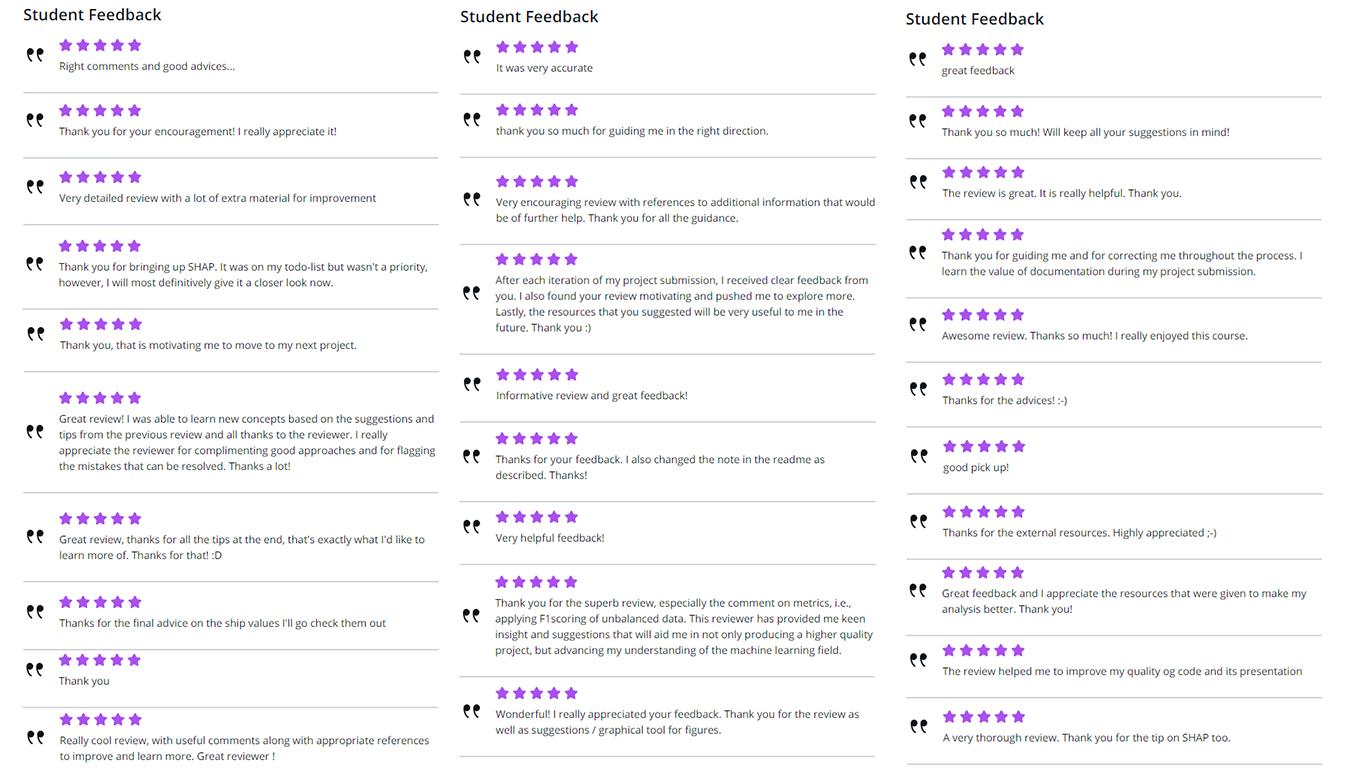 Student Feedback
Right comments and good advices...
Thank you for your encouragement! I really appreciate it!
Very detailed review with a lot of extra material for improvement
Thank you for bringing up SHAP. It was on my todo-list but wasn't a priority,
however, I will most definitively give it a closer look now.
Thank you, that is motivating me to move to my next project.
Great review! I was able to learn new concepts based on the suggestions and
tips from the previous review and all thanks to the reviewer. I really
appreciate the reviewer for complimenting good approaches and for flagging
the mistakes that can be resolved. Thanks a lot!
Great review, thanks for all the tips at the end, that's exactly what I'd like to
learn more of. Thanks for that! :D
Thanks for the final advice on the ship values I'll go check them out
Thank you
Really cool review, with useful comments along with appropriate references
to improve and learn more. Great reviewer !
Student Feedback
It was very accurate
thank you so much for guiding me in the right direction.
Very encouraging review with references to additional information that would
be of further help. Thank you for all the guidance.
After each iteration of my project submission, I received clear feedback from
you. I also found your review motivating and pushed me to explore more.
Lastly, the resources that you suggested will be very useful to me in the
future. Thank you :)
Informative review and great feedback!
Thanks for your feedback. I also changed the note in the readme as
described. Thanks!
Very helpful feedback!
Thank you for the superb review, especially the comment on metrics, i.e.,
applying F1scoring of unbalanced data. This reviewer has provided me keen
insight and suggestions that will aid me in not only producing a higher quality
project, but advancing my understanding of the machine learning field.
Wonderful! I really appreciated your feedback. Thank you for the review as
well as suggestions / graphical tool for figures.
Student Feedback
great feedback
Thank you so much! Will keep all your suggestions in mind!
The review is great. It is really helpful. Thank you.
Thank you for guiding me and for correcting me throughout the process. I
learn the value of documentation during my project submission.
Awesome review. Thanks so much! I really enjoyed this course.
Thanks for the advices! :-)
good pick up!
Thanks for the external resources. Highly appreciated ;-)
Great feedback and I appreciate the resources that were given to make my
analysis better. Thank you!
The review helped me to improve my quality og code and its presentation
A very thorough review. Thank you for the tip on SHAP too.